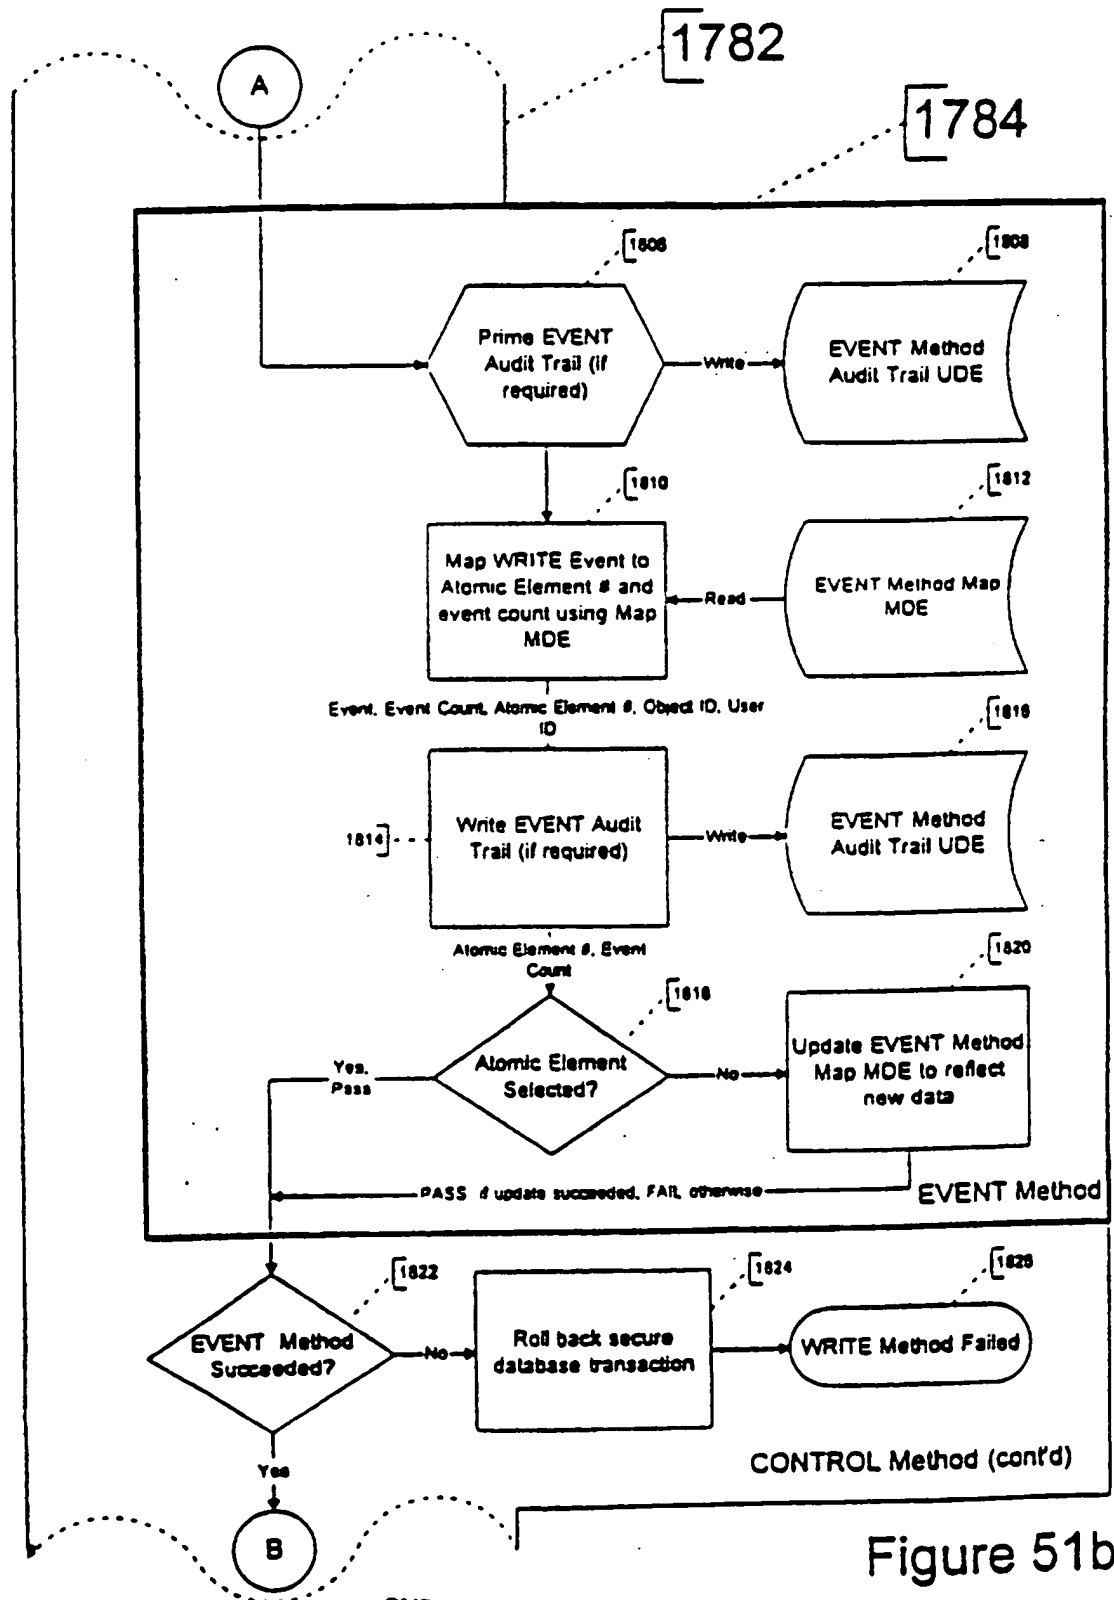 1782
A
1784
1806
1808
Prime EVENT
Audit Trail (if
required)
Write
EVENT Method
Audit Trail UDE
1810
1812
Map WRITE Event to
Atomic Element # and
event count using Map
MDE
Read
EVENT Method Map
MDE
Event, Event Count, Atomic Element #, Object ID, User
ID
1816
1814
Write EVENT Audit
Trail (if required)
Write
EVENT Method
Audit Trail UDE
Atomic Element #, Event
Count
1818
1820
Yes,
Pass
Atomic Element
Selected?
No
Update EVENT Method
Map MDE to reflect
new data
PASS if update succeeded, FAIL otherwise
EVENT Method
1822
1824
1826
EVENT Method
Succeeded?
No
Roll back secure
database transaction
WRITE Method Failed
Yes
CONTROL Method (cont'd)
B
Figure 51b